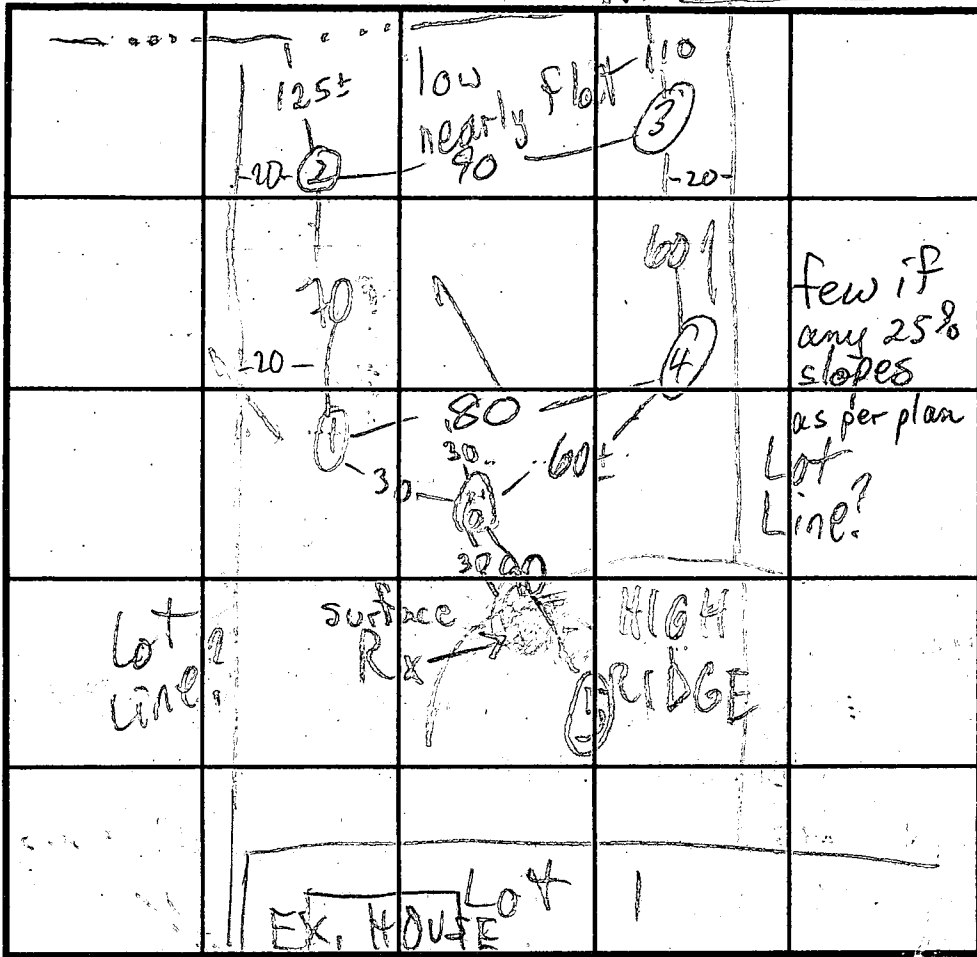 125± low 110
nearly flat 3
-20- 2 90 -20-
70 60
few if
any 25%
slopes
-20- 4
as per plan
1 80
30 60±
30
Lot
Line?
30
surface
Rx
HIGH
RIDGE
Lot
Line?
Lot 1
EX. HOUSE